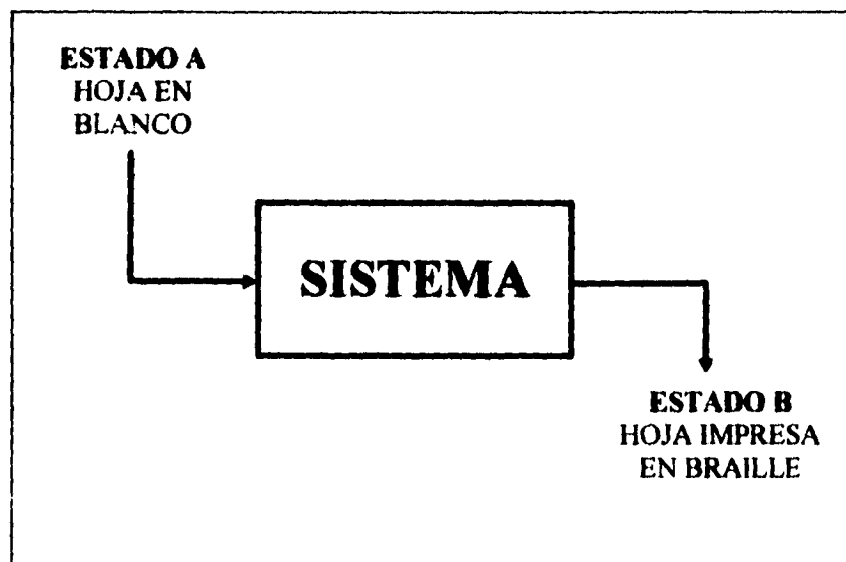 ESTADO A
HOJA EN
BLANCO
SISTEMA
ESTADO B
HOJA IMPRESA
EN BRAILLE